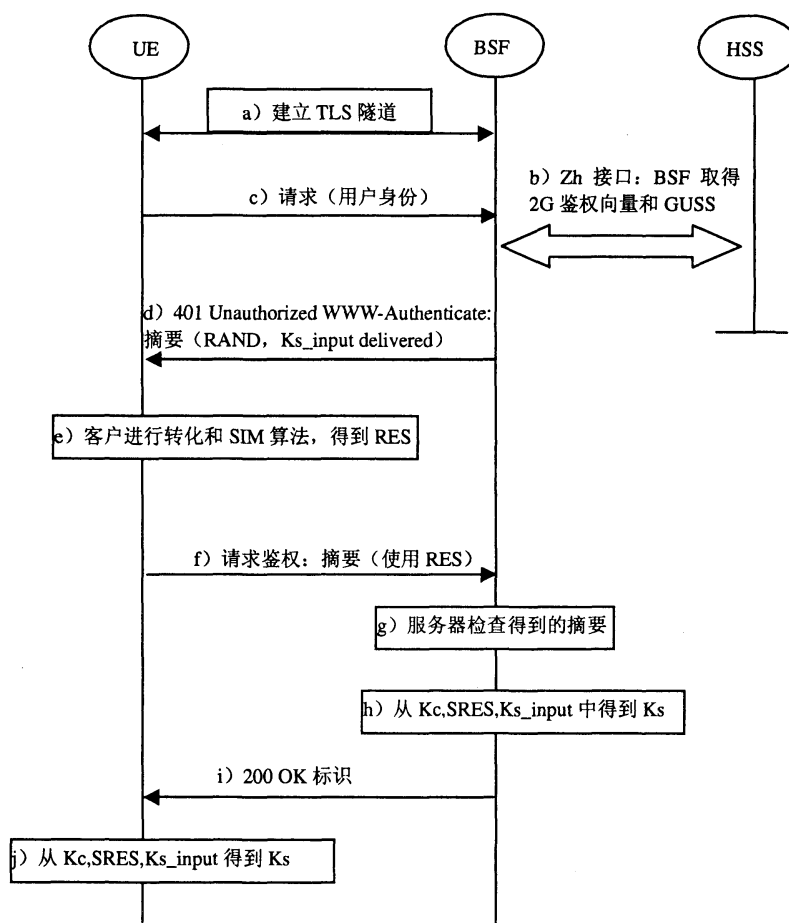 UE
BSF
HSS
a）建立 TLS 隧道
b）Zh 接口：BSF 取得
2G 鉴权向量和 GUSS
c）请求（用户身份）
d）401 Unauthorized WWW-Authenticate:
摘要（RAND，Ks_input delivered）
e）客户进行转化和 SIM 算法，得到 RES
f）请求鉴权：摘要（使用 RES）
g）服务器检查得到的摘要
h）从 Kc,SRES,Ks_input 中得到 Ks
i）200 OK 标识
j）从 Kc,SRES,Ks_input 得到 Ks